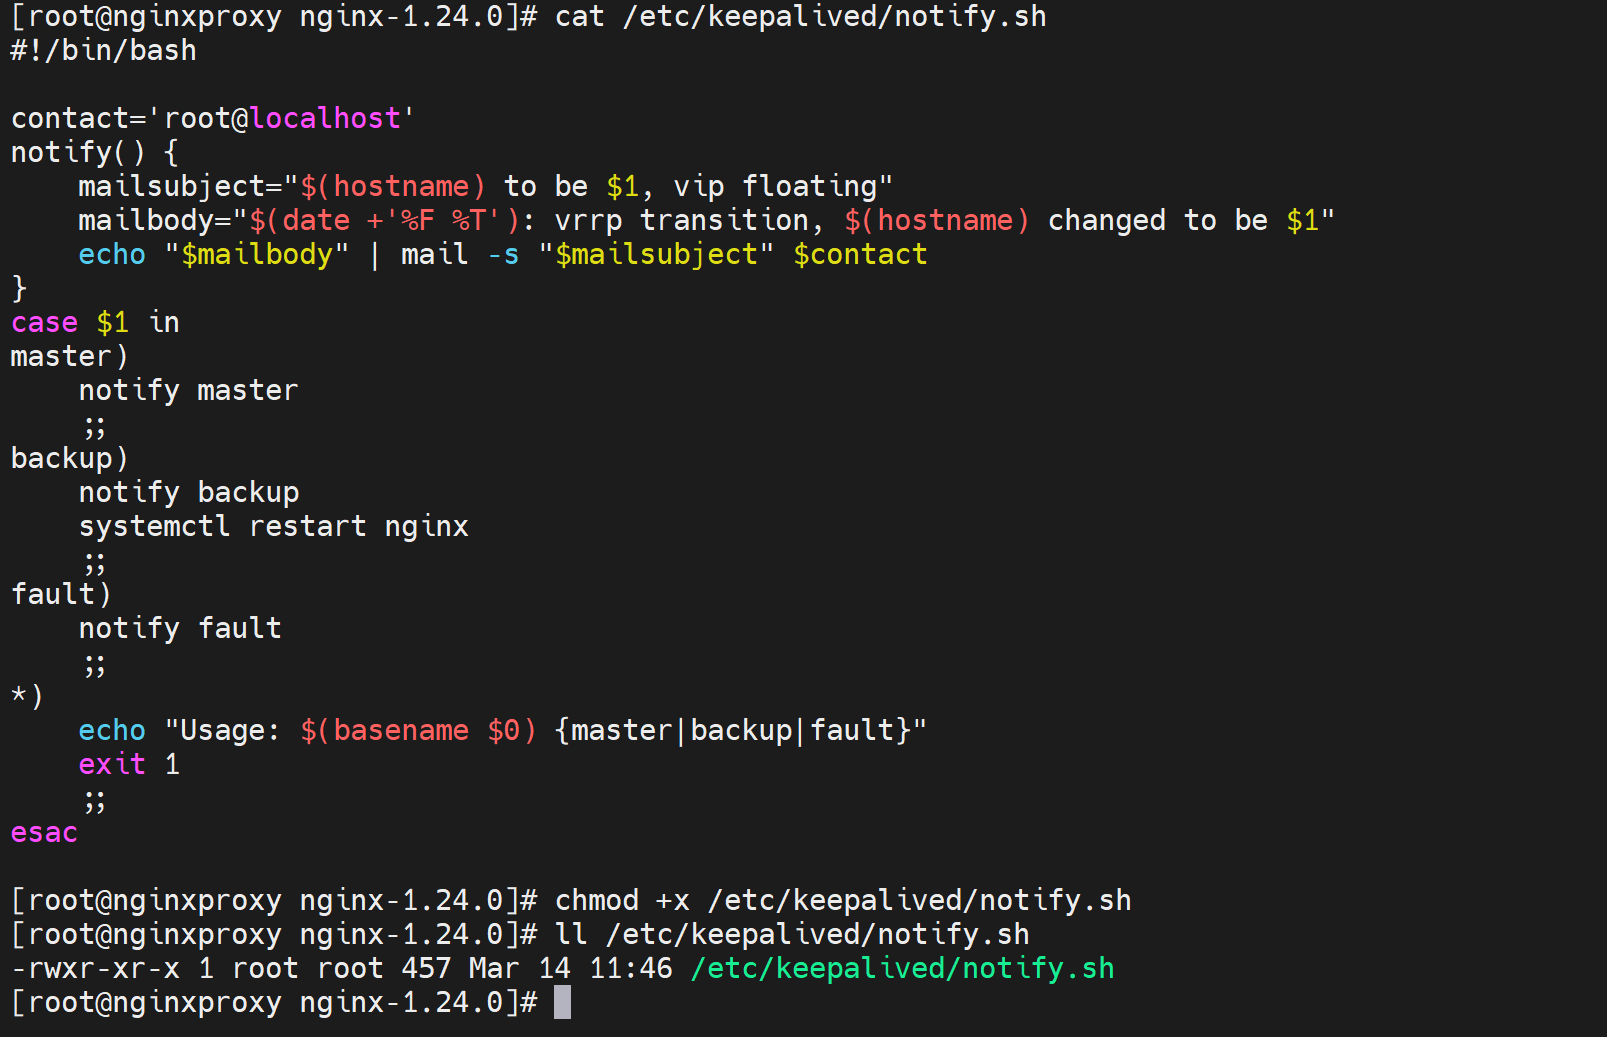 [root@nginxproxy nginx-1.24.0]# cat /etc/keepalived/notify.sh
#!/bin/bash

contact='root@localhost'
notify() {
    mailsubject="$(hostname) to be $1, vip floating"
    mailbody="$(date +'%F %T'): vrrp transition, $(hostname) changed to be $1"
    echo "$mailbody" | mail -s "$mailsubject" $contact
}
case $1 in
master)
    notify master
    ;;
backup)
    notify backup
    systemctl restart nginx
    ;;
fault)
    notify fault
    ;;
*)
    echo "Usage: $(basename $0) {master|backup|fault}"
    exit 1
    ;;
esac

[root@nginxproxy nginx-1.24.0]# chmod +x /etc/keepalived/notify.sh
[root@nginxproxy nginx-1.24.0]# ll /etc/keepalived/notify.sh
-rwxr-xr-x 1 root root 457 Mar 14 11:46 /etc/keepalived/notify.sh
[root@nginxproxy nginx-1.24.0]#